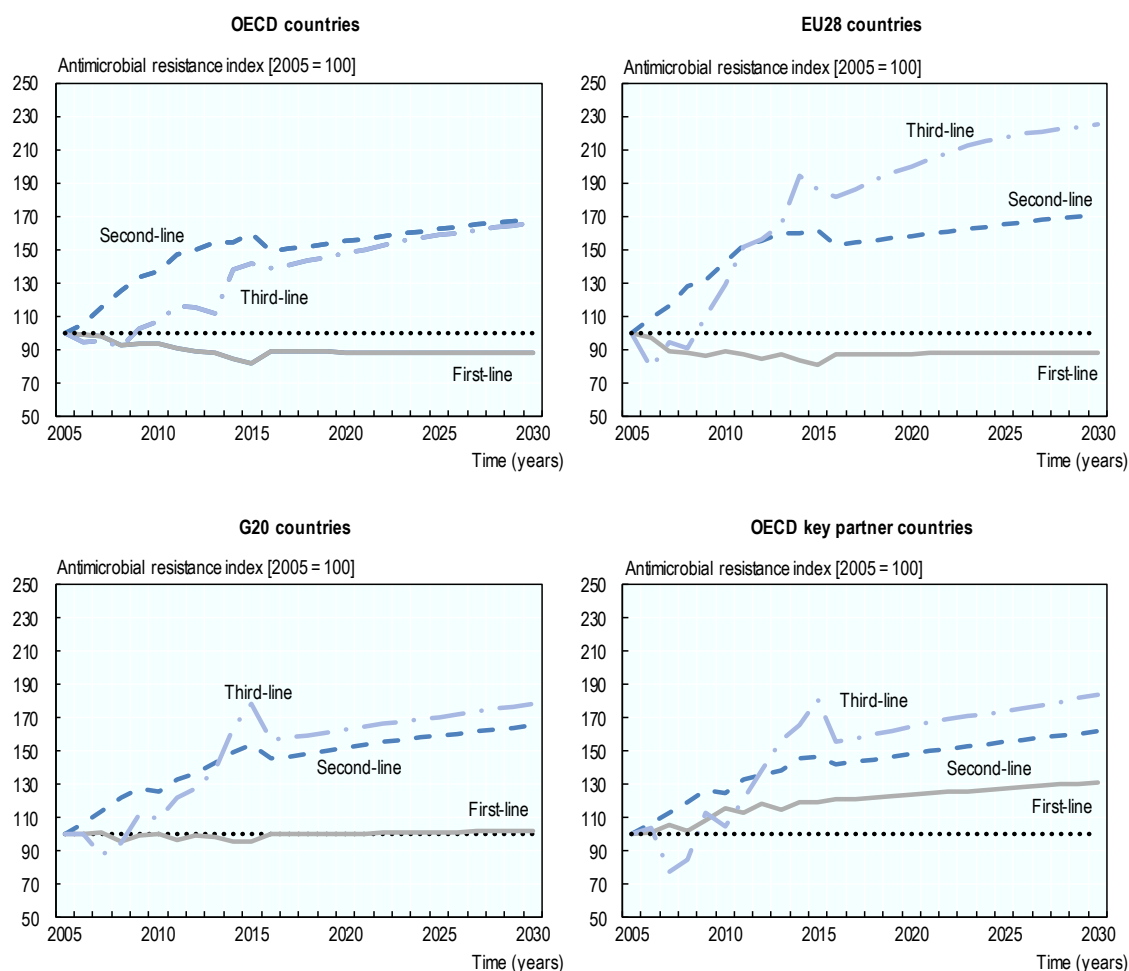 OECD countries
Antimicrobial resistance index [2005 = 100]
250
230
210
190
170
150
130
110
90
70
50
Second-line
Third-line
First-line
2005 2010 2015 2020 2025 2030
Time (years)
EU28 countries
Antimicrobial resistance index [2005 = 100]
250
230
210
190
170
150
130
110
90
70
50
Third-line
Second-line
First-line
2005 2010 2015 2020 2025 2030
Time (years)
G20 countries
Antimicrobial resistance index [2005 = 100]
250
230
210
190
170
150
130
110
90
70
50
Third-line
Second-line
First-line
2005 2010 2015 2020 2025 2030
Time (years)
OECD key partner countries
Antimicrobial resistance index [2005 = 100]
250
230
210
190
170
150
130
110
90
70
50
Third-line
Second-line
First-line
2005 2010 2015 2020 2025 2030
Time (years)